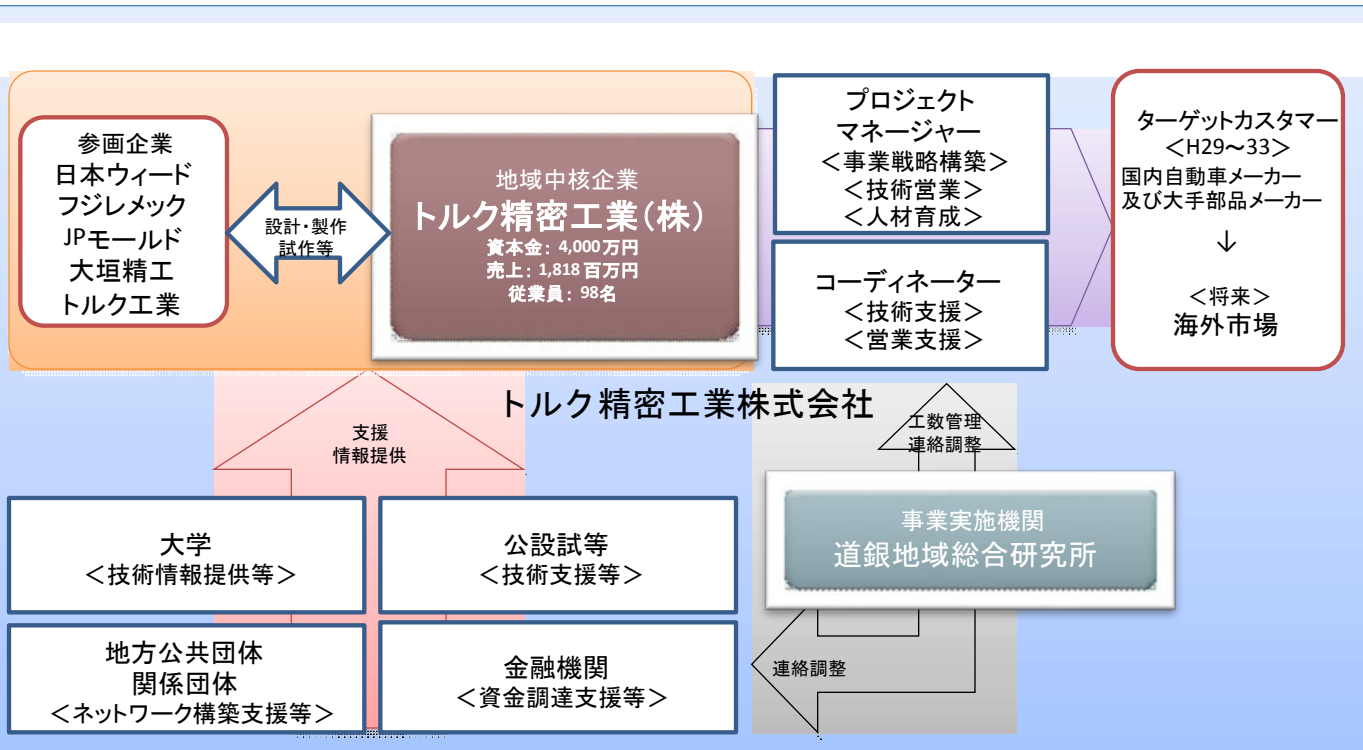 参画企業
日本ウィード
フジレメック
JPモールド
大垣精工
トルク工業
設計・製作
試作等
地域中核企業
トルク精密工業(株)
資本金: 4,000万円
売上: 1,818百万円
従業員: 98名
プロジェクト
マネージャー
<事業戦略構築>
<技術営業>
<人材育成>
コーディネーター
<技術支援>
<営業支援>
ターゲットカスタマー
<H29~33>
国内自動車メーカー
及び大手部品メーカー
↓
<将来>
海外市場
トルク精密工業株式会社
支援
情報提供
工数管理
連絡調整
事業実施機関
道銀地域総合研究所
大学
<技術情報提供等>
公設試等
<技術支援等>
地方公共団体
関係団体
<ネットワーク構築支援等>
金融機関
<資金調達支援等>
連絡調整